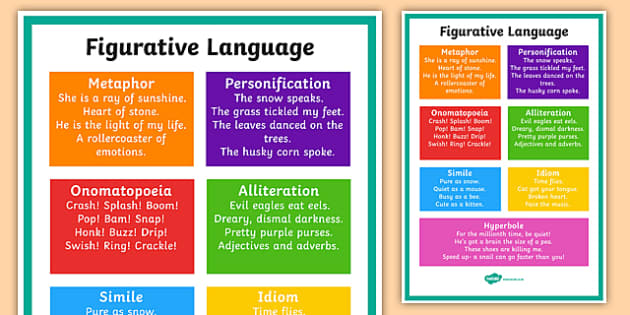 Figurative Language
Metaphor
She is a ray of sunshine.
Heart of stone.
He is the light of my life.
A rollercoaster of
emotions.
Personification
The snow speaks.
The grass tickled my feet.
The leaves danced on the
trees.
The husky corn spoke.
Onomatopoeia
Crash! Splash! Boom!
Pop! Bam! Snap!
Honk! Buzz! Drip!
Swish! Ring! Crackle!
Alliteration
Evil eagles eat eels.
Dreary, dismal darkness.
Pretty purple purses.
Adjectives and adverbs.
Simile
Pure as snow.
Idiom
Time flies.
Figurative Language
Metaphor
She is a ray of sunshine.
Heart of stone.
He is the light of my life.
A rollercoaster of
emotions.
Personification
The snow speaks.
The grass tickled my feet.
The leaves danced on the
trees.
The husky corn spoke.
Onomatopoeia
Crash! Splash! Boom!
Pop! Bam! Snap!
Honk! Buzz! Drip!
Swish! Ring! Crackle!
Alliteration
Evil eagles eat eels.
Dreary, dismal darkness.
Pretty purple purses.
Adjectives and adverbs.
Simile
Pure as snow.
Quiet as a mouse.
Busy as a bee.
Cute as a kitten.
Idiom
Time flies.
Cat got your tongue.
Broken heart.
Face the music.
Hyperbole
For the millionth time, be quiet!
He's got a brain the size of a pea.
These shoes are killing me.
Speed up- a snail can go faster than you!